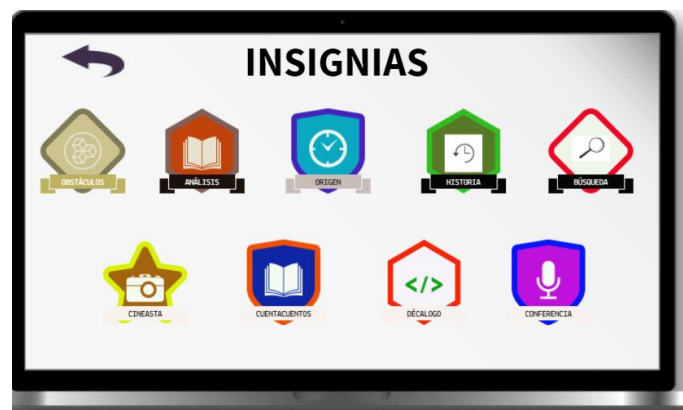 INSIGNIAS
OBSTÁCULOS
ANÁLISIS
ORIGEN
HISTORIA
BÚSQUEDA
CINEASTA
CUENTACUENTOS
</>
DÉCALOGO
CONFERENCIA